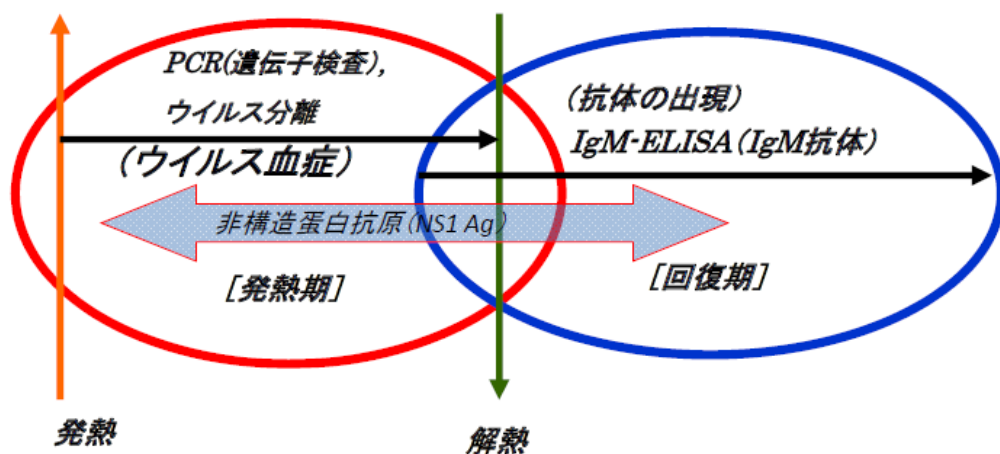 PCR(遺伝子検査),
ウイルス分離
(ウイルス血症)
(抗体の出現)
IgM-ELISA(IgM抗体)
非構造蛋白抗原(NS1 Ag)
[発熱期]
[回復期]
発熱
解熱